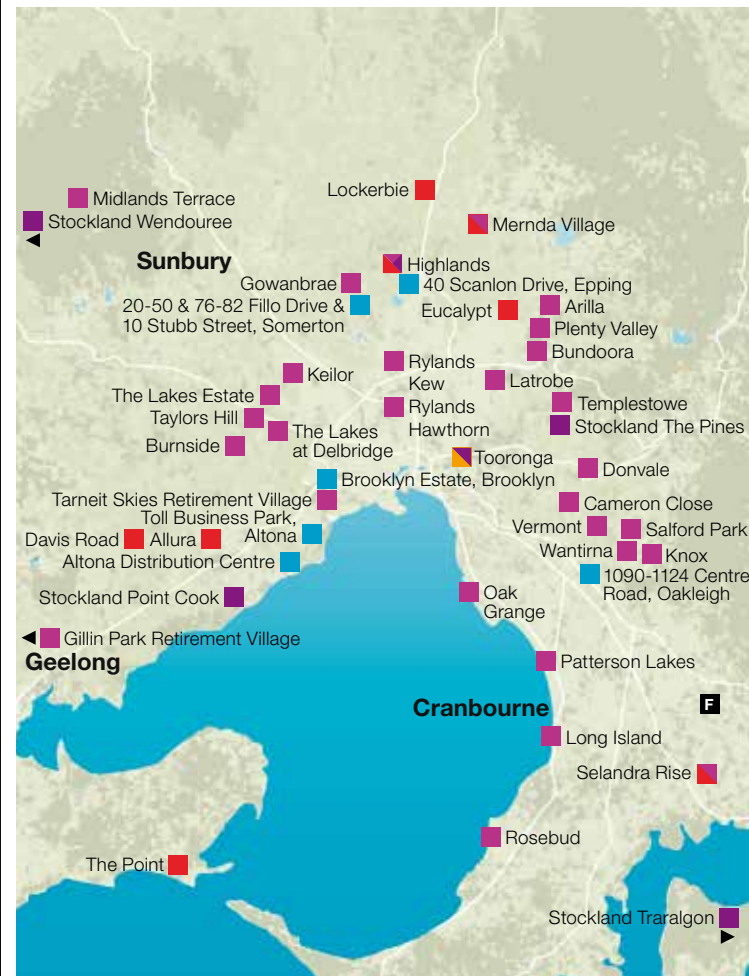 Lockerbie
Midlands Terrace
Stockland Wendouree
Mernda Village
Sunbury
Highlands
Gowanbrae
40 Scanlon Drive, Epping
20-50 & 76-82 Fillo Drive &
10 Stubb Street, Somerton
Eucalypt
Arilla
Plenty Valley
Bundoora
Rylands
Kew
Keilor
Latrobe
The Lakes Estate
Rylands
Hawthorn
Templestowe
Taylors Hill
Stockland The Pines
The Lakes
at Delbridge
Burnside
Tooronga
Donvale
Brooklyn Estate, Brooklyn
Tarneit Skies Retirement Village
Cameron Close
Toll Business Park,
Altona
Vermont
Salford Park
Davis Road
Allura
Wantirna
Knox
Altona Distribution Centre
1090-1124 Centre
Road, Oakleigh
Stockland Point Cook
Oak
Grange
Gillin Park Retirement Village
Geelong
Patterson Lakes
F
Cranbourne
Long Island
Selandra Rise
Rosebud
The Point
Stockland Traralgon